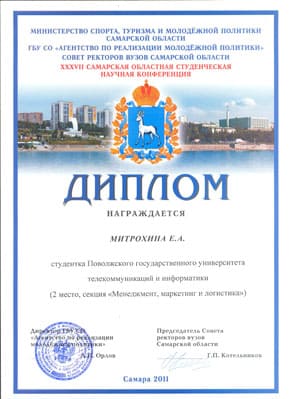 МИНИСТЕРСТВО СПОРТА, ТУРИЗМА И МОЛОДЁЖНОЙ ПОЛИТИКИ
САМАРСКОЙ ОБЛАСТИ
ГБУ СО «АГЕНТСТВО ПО РЕАЛИЗАЦИИ МОЛОДЁЖНОЙ ПОЛИТИКИ»
СОВЕТ РЕКТОРОВ ВУЗОВ САМАРСКОЙ ОБЛАСТИ
XXXVII САМАРСКАЯ ОБЛАСТНАЯ СТУДЕНЧЕСКАЯ
НАУЧНАЯ КОНФЕРЕНЦИЯ
ДИПЛОМ
НАГРАЖДАЕТСЯ
МИТРОХИНА Е.А.
студентка Поволжского государственного университета
телекоммуникаций и информатики
(2 место, секция «Менеджмент, маркетинг и логистика»)
Директор ГБУ СО
«Агентство по реализации
молодёжной политики»
А.П. Орлов
Председатель Совета
ректоров вузов
Самарской области
Г.П. Котельников
Самара 2011